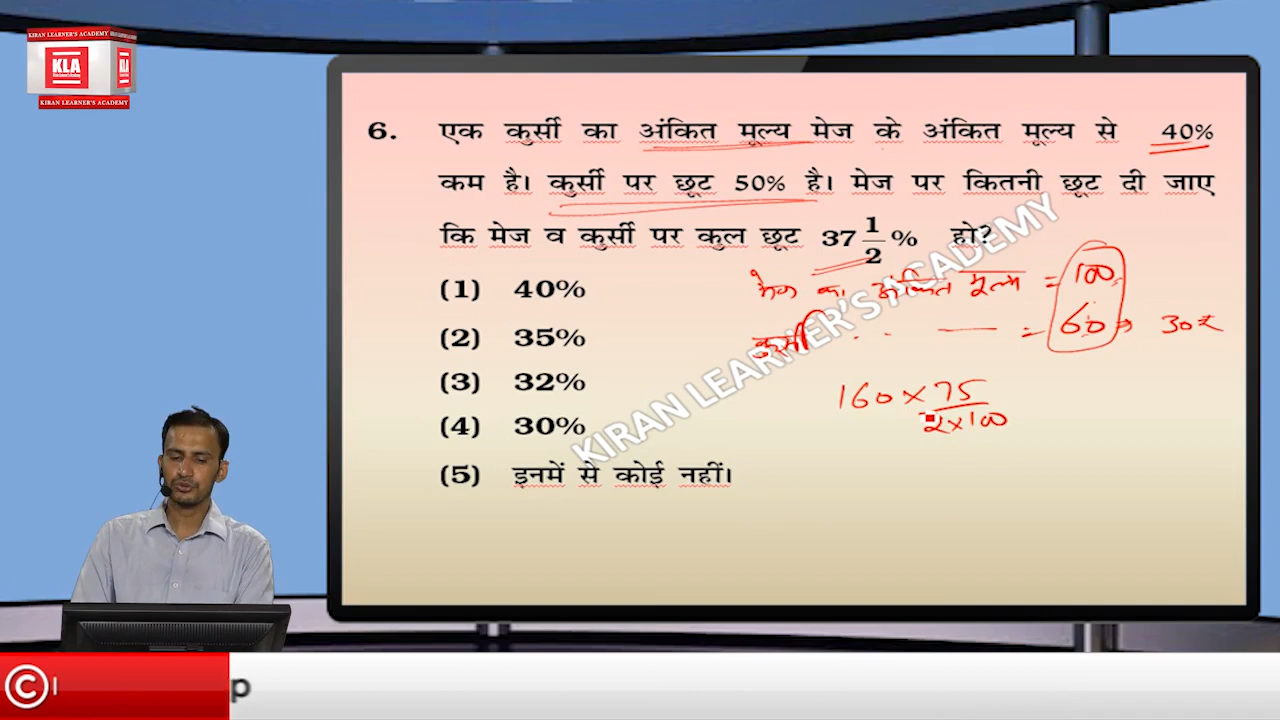 KIRAN LEARNER'S ACADEMY
KLA
KIRAN LEARNER'S ACADEMY
6. एक कुर्सी का अंकित मूल्य मेज के अंकित मूल्य से 40%
कम है। कुर्सी पर छूट 50% है। मेज पर कितनी छूट दी जाए
कि मेज व कुर्सी पर कुल छूट 37 1/2 % हो?
(1) 40%
(2) 35%
(3) 32%
(4) 30%
(5) इनमें से कोई नहीं।
का अंकित मूल्य = 100
कुर्सी = 60 → 30
160 × 75
2×100
KIRAN LEARNER'S ACADEMY
©
p